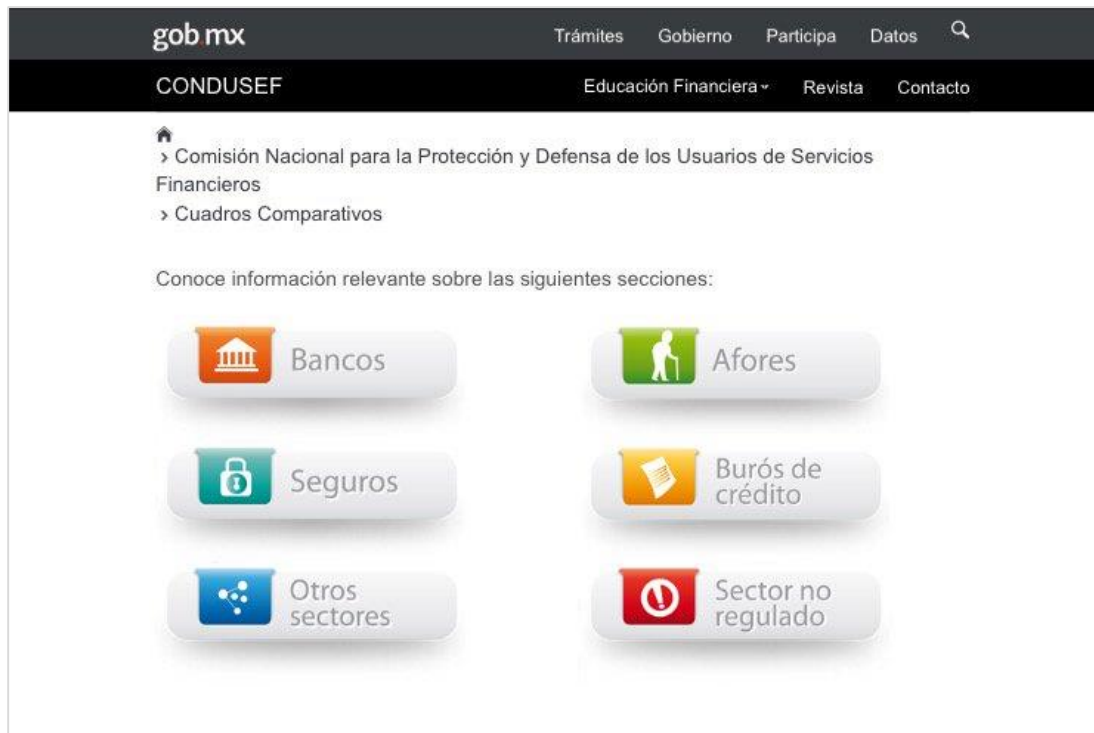 gob.mx
Trámites Gobierno Participa Datos
CONDUSEF
Educación Financiera Revista Contacto
> Comisión Nacional para la Protección y Defensa de los Usuarios de Servicios
Financieros
> Cuadros Comparativos
Conoce información relevante sobre las siguientes secciones:
Bancos
Afores
Seguros
Burós de
crédito
Otros
sectores
Sector no
regulado